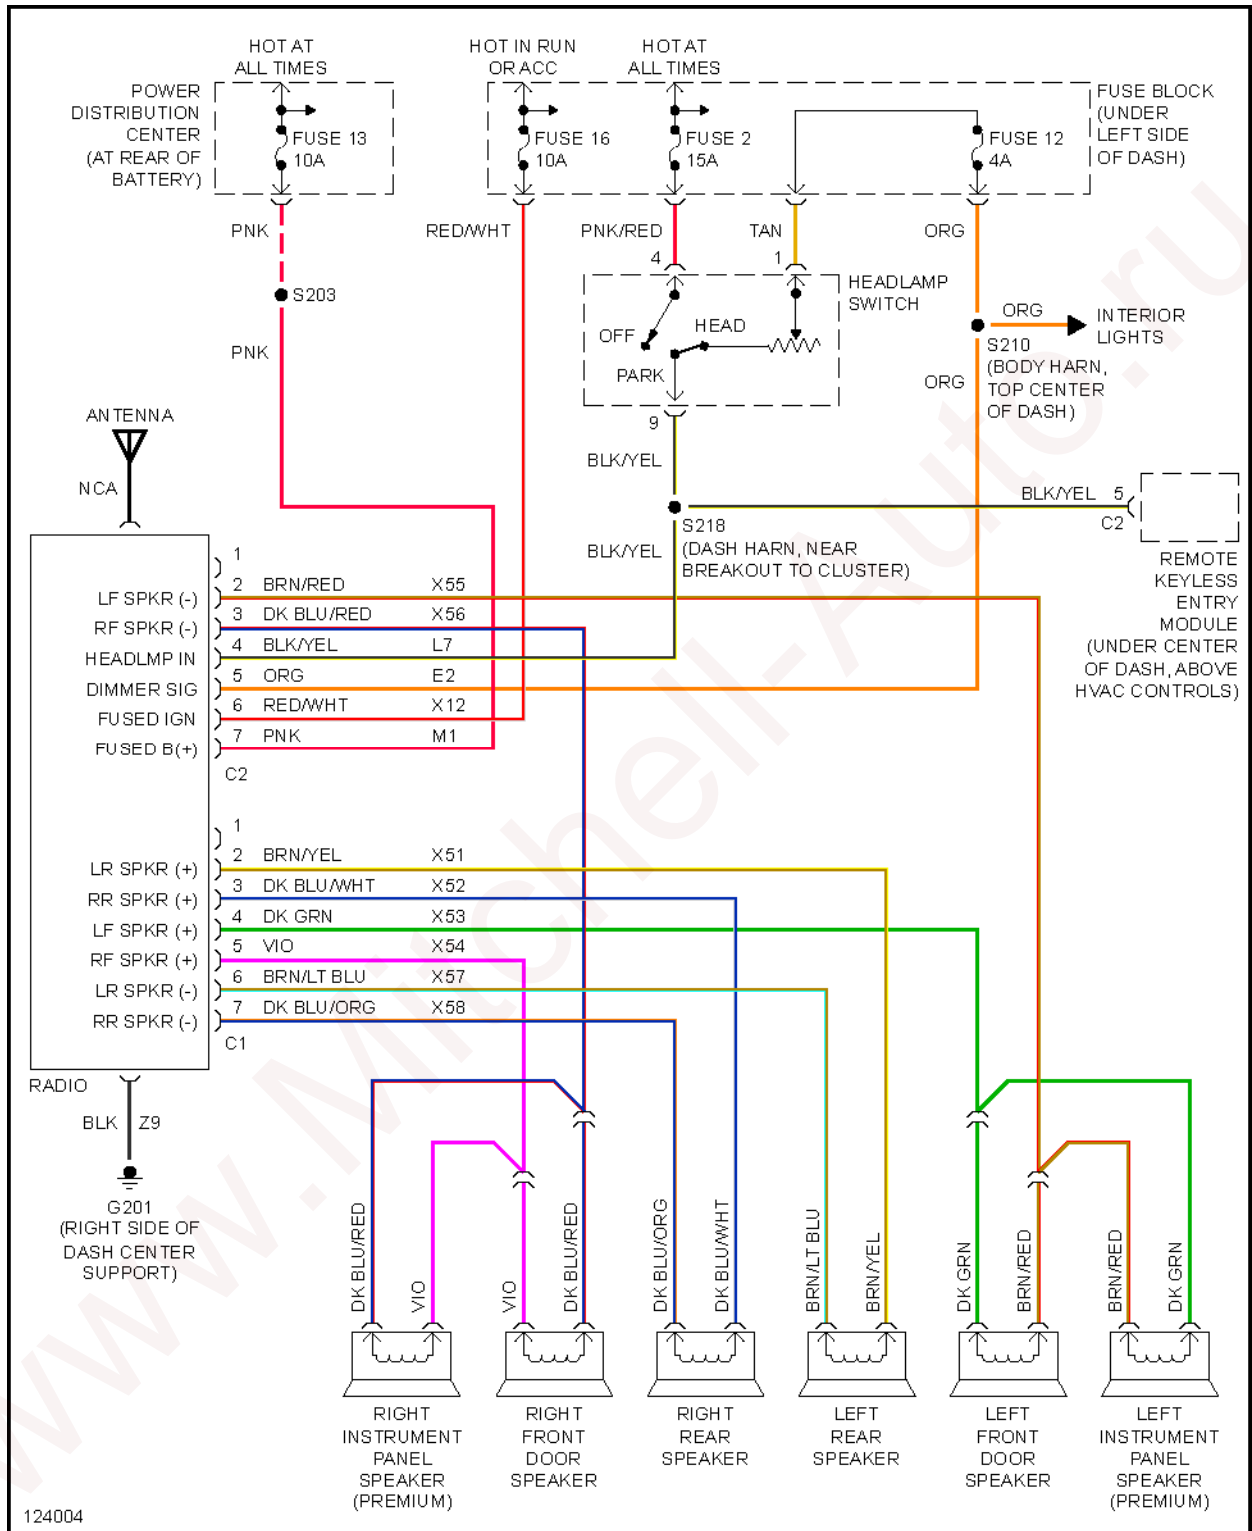 HOT AT
ALL TIMES
HOT IN RUN
OR ACC
HOT AT
ALL TIMES
POWER
DISTRIBUTION
CENTER
(AT REAR OF
BATTERY)
FUSE 13
10A
FUSE 16
10A
FUSE 2
15A
FUSE 12
4A
FUSE BLOCK
(UNDER
LEFT SIDE
OF DASH)
PNK
RED/WHT
PNK/RED
TAN
ORG
4
1
S203
HEADLAMP
SWITCH
OFF
HEAD
PARK
ORG
INTERIOR
LIGHTS
S210
(BODY HARN,
TOP CENTER
OF DASH)
PNK
ORG
9
ANTENNA
NCA
BLK/YEL
BLK/YEL
5
C2
S218
(DASH HARN, NEAR
BREAKOUT TO CLUSTER)
BLK/YEL
REMOTE
KEYLESS
ENTRY
MODULE
(UNDER CENTER
OF DASH, ABOVE
HVAC CONTROLS)
1
LF SPKR (-) 2 BRN/RED X55
RF SPKR (-) 3 DK BLU/RED X56
HEADLMP IN 4 BLK/YEL L7
DIMMER SIG 5 ORG E2
FUSED IGN 6 RED/WHT X12
FUSED B(+) 7 PNK M1
C2
1
LR SPKR (+) 2 BRN/YEL X51
RR SPKR (+) 3 DK BLU/WHT X52
LF SPKR (+) 4 DK GRN X53
RF SPKR (+) 5 VIO X54
LR SPKR (-) 6 BRN/LT BLU X57
RR SPKR (-) 7 DK BLU/ORG X58
C1
RADIO
BLK Z9
G201
(RIGHT SIDE OF
DASH CENTER
SUPPORT)
DK BLU/RED
VIO
VIO
DK BLU/RED
DK BLU/ORG
DK BLU/WHT
BRN/LT BLU
BRN/YEL
DK GRN
BRN/RED
BRN/RED
DK GRN
RIGHT
INSTRUMENT
PANEL
SPEAKER
(PREMIUM)
RIGHT
FRONT
DOOR
SPEAKER
RIGHT
REAR
SPEAKER
LEFT
REAR
SPEAKER
LEFT
FRONT
DOOR
SPEAKER
LEFT
INSTRUMENT
PANEL
SPEAKER
(PREMIUM)
124004
www.Mitchell-Auto.ru